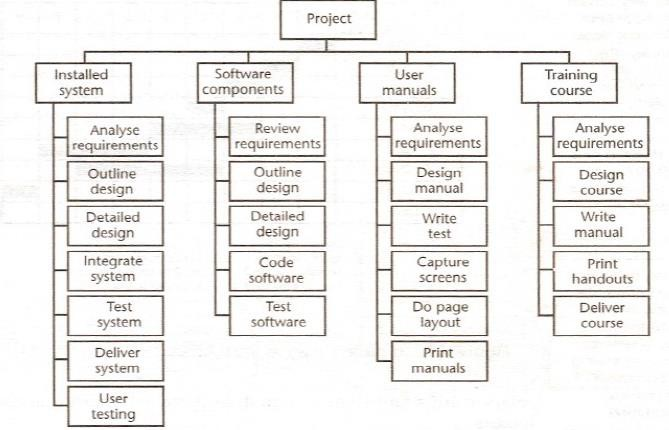 Project
Installed
system
Software
components
User
manuals
Training
course
Analyse
requirements
Outline
design
Detailed
design
Integrate
system
Test
system
Deliver
system
User
testing
Review
requirements
Outline
design
Detailed
design
Code
software
Test
software
Analyse
requirements
Design
manual
Write
test
Capture
screens
Do page
layout
Print
manuals
Analyse
requirements
Design
course
Write
manual
Print
handouts
Deliver
course